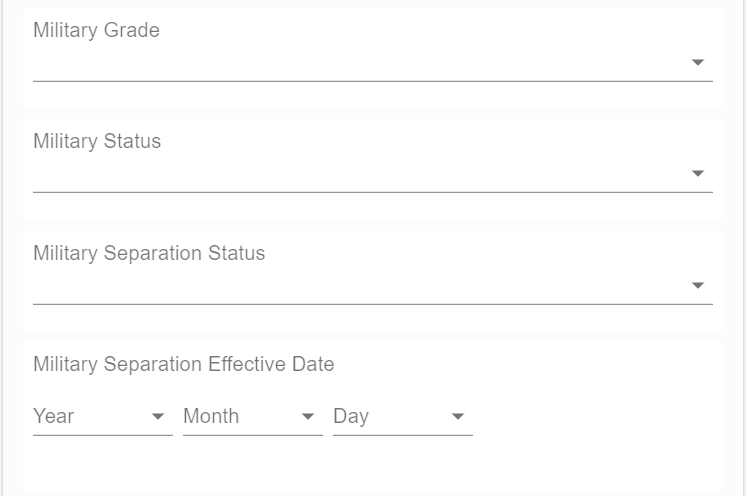 Military Grade
Military Status
Military Separation Status
Military Separation Effective Date
Year Month Day